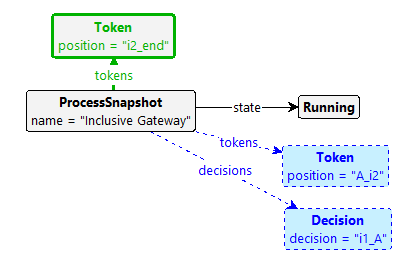 Token
position = "i2_end"
tokens
ProcessSnapshot
name = "Inclusive Gateway"
state
Running
tokens
Token
position = "A_i2"
decisions
Decision
decision = "i1_A"